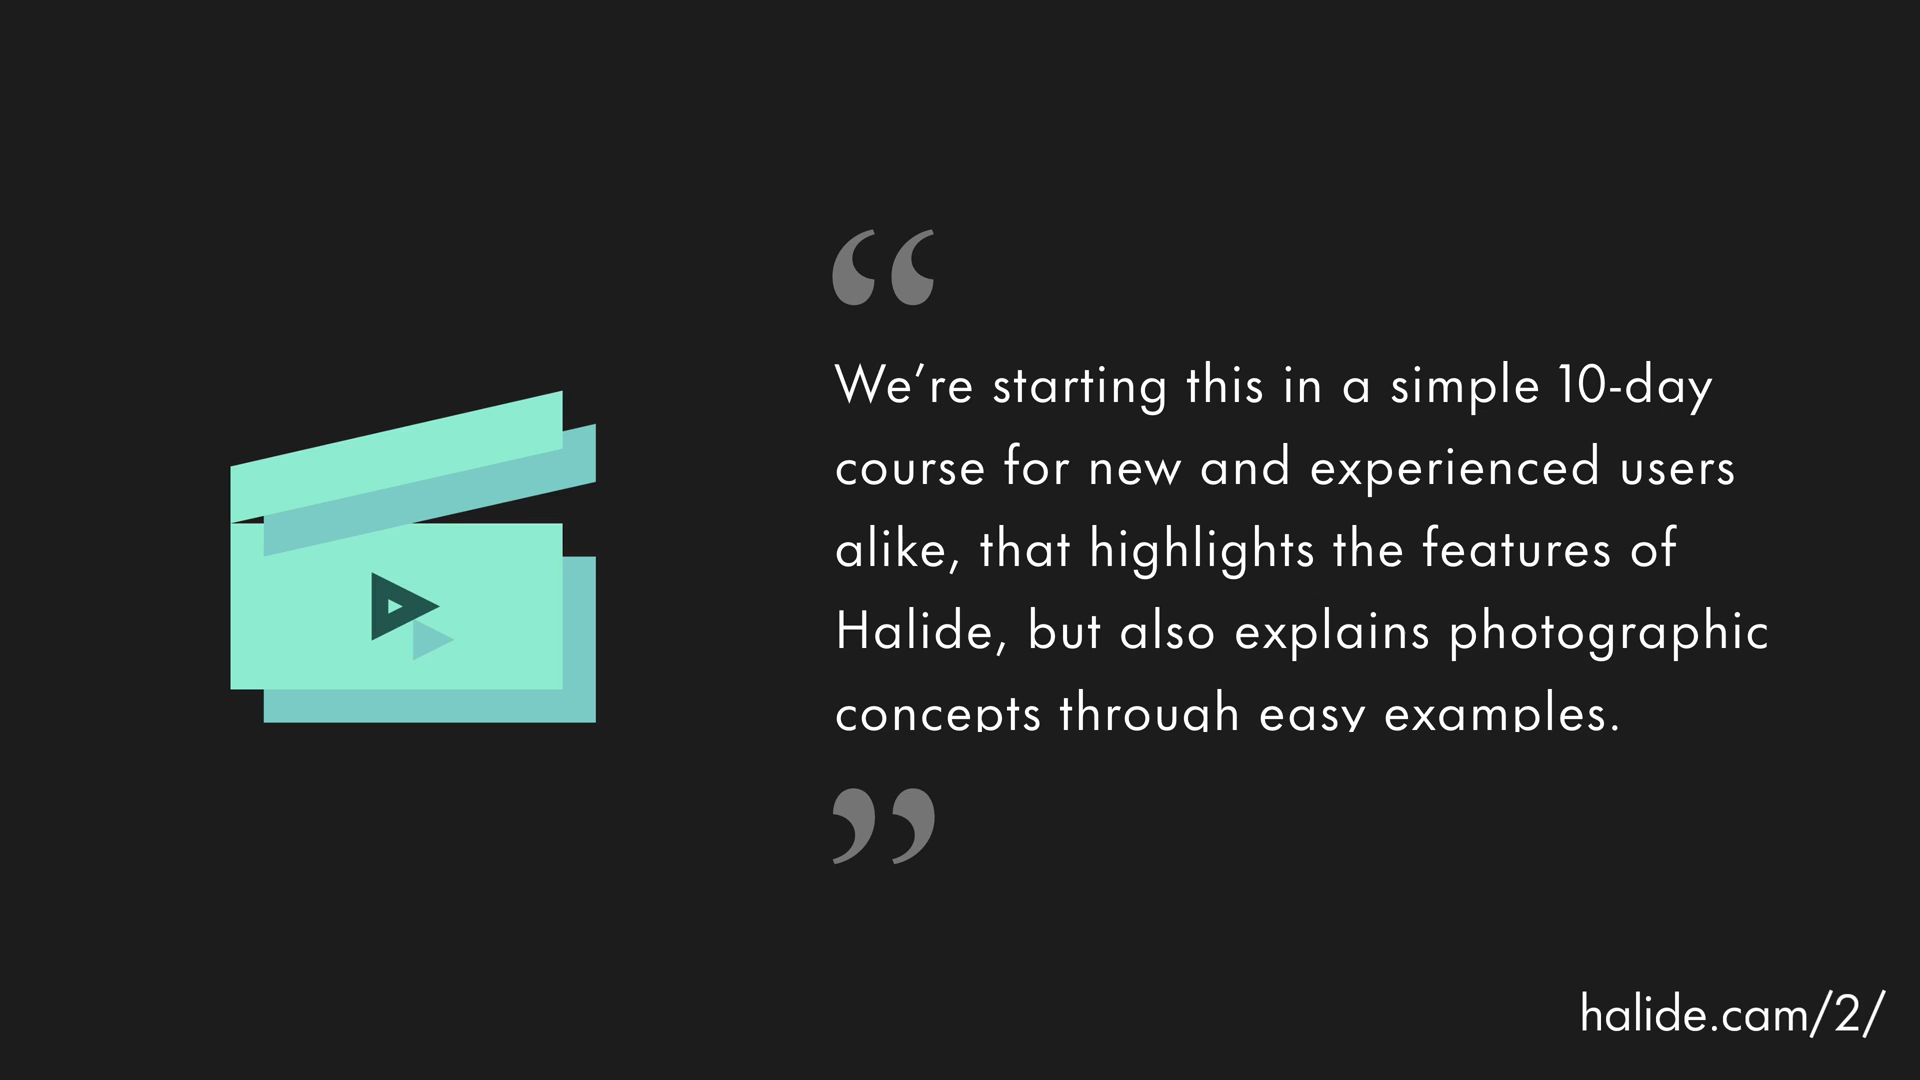 “
We’re starting this in a simple 10-day
course for new and experienced users
alike, that highlights the features of
Halide, but also explains photographic
concepts through easy examples.
”
halide.cam/2/